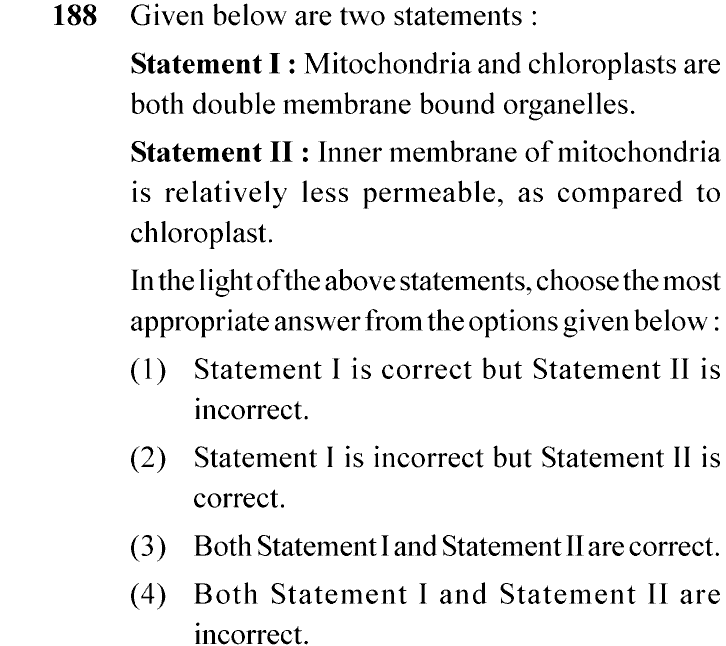 188 Given below are two statements :
Statement I : Mitochondria and chloroplasts are
both double membrane bound organelles.
Statement II : Inner membrane of mitochondria
is relatively less permeable, as compared to
chloroplast.
In the light of the above statements, choose the most
appropriate answer from the options given below :
(1) Statement I is correct but Statement II is
incorrect.
(2) Statement I is incorrect but Statement II is
correct.
(3) Both Statement I and Statement II are correct.
(4) Both Statement I and Statement II are
incorrect.